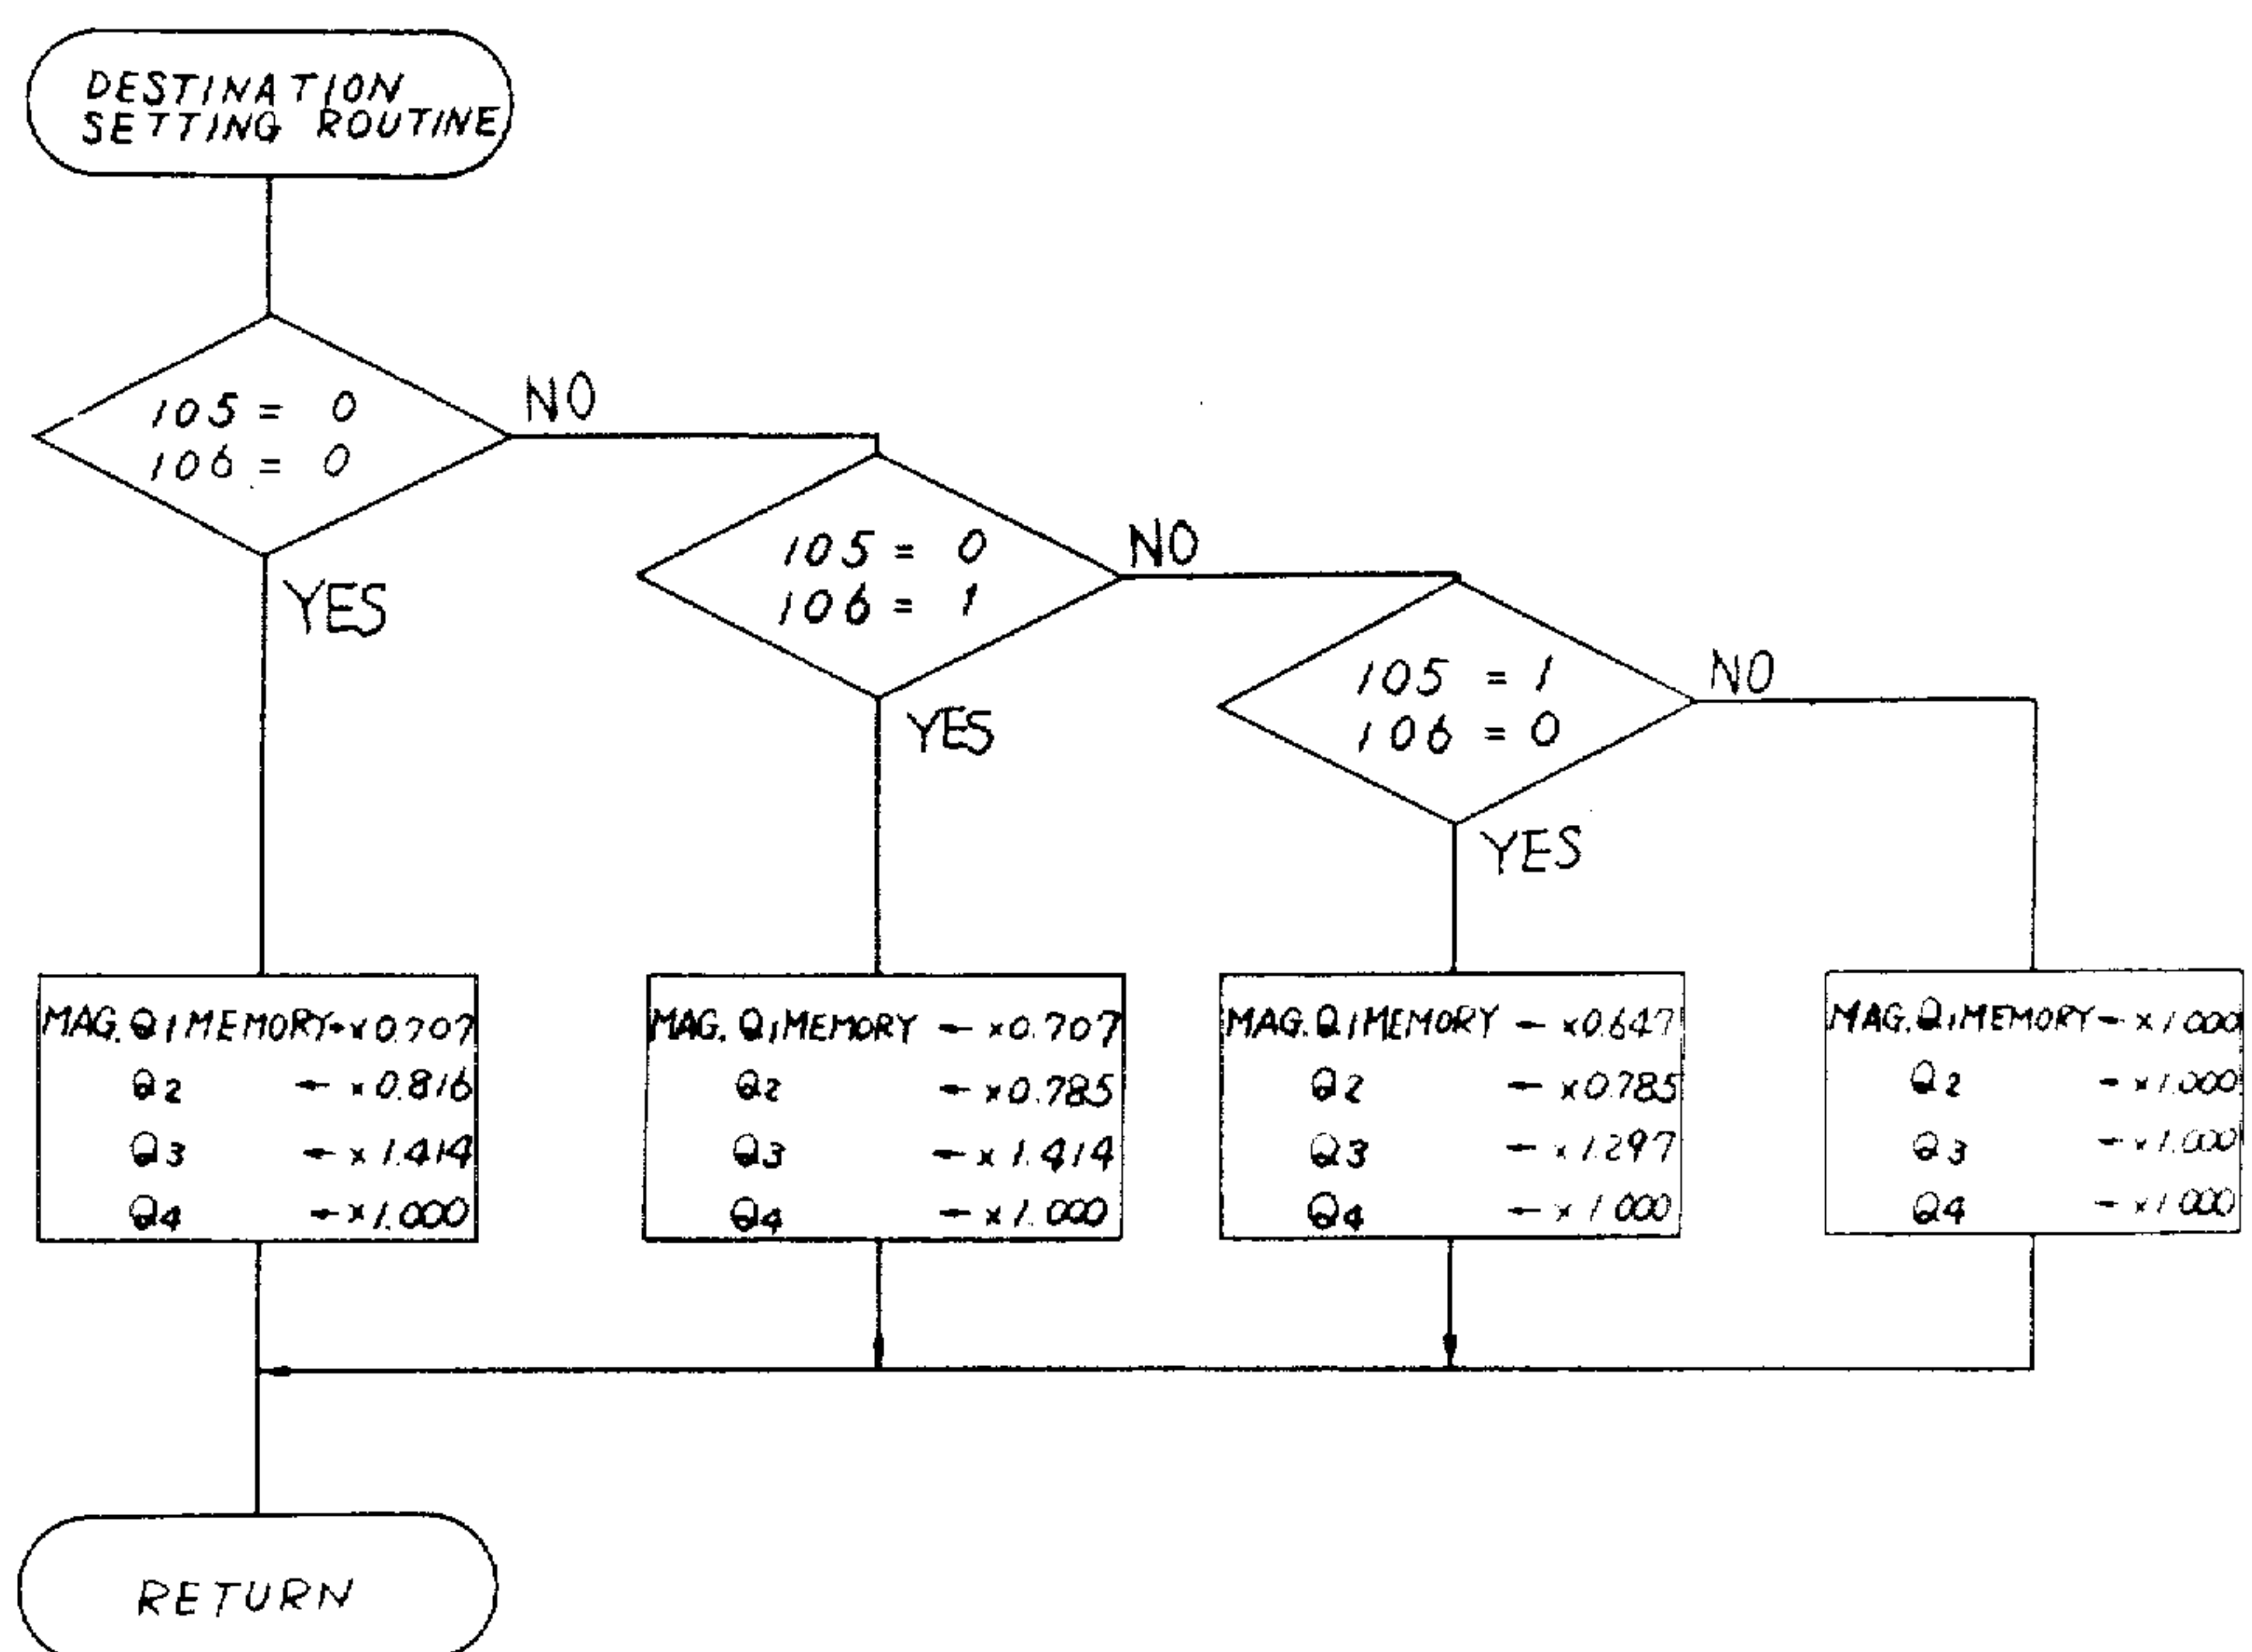 DESTINATION
SETTING ROUTINE
105 = 0
106 = 0
NO
YES
105 = 0
106 = 1
NO
YES
105 = 1
106 = 0
NO
YES
MAG. Q1 MEMORY ← ×0.707
Q2 ← ×0.816
Q3 ← ×1.414
Q4 ← ×1.000
MAG. Q1 MEMORY ← ×0.707
Q2 ← ×0.785
Q3 ← ×1.414
Q4 ← ×1.000
MAG. Q1 MEMORY ← ×0.647
Q2 ← ×0.785
Q3 ← ×1.297
Q4 ← ×1.000
MAG. Q1 MEMORY ← ×1.000
Q2 ← ×1.000
Q3 ← ×1.000
Q4 ← ×1.000
RETURN